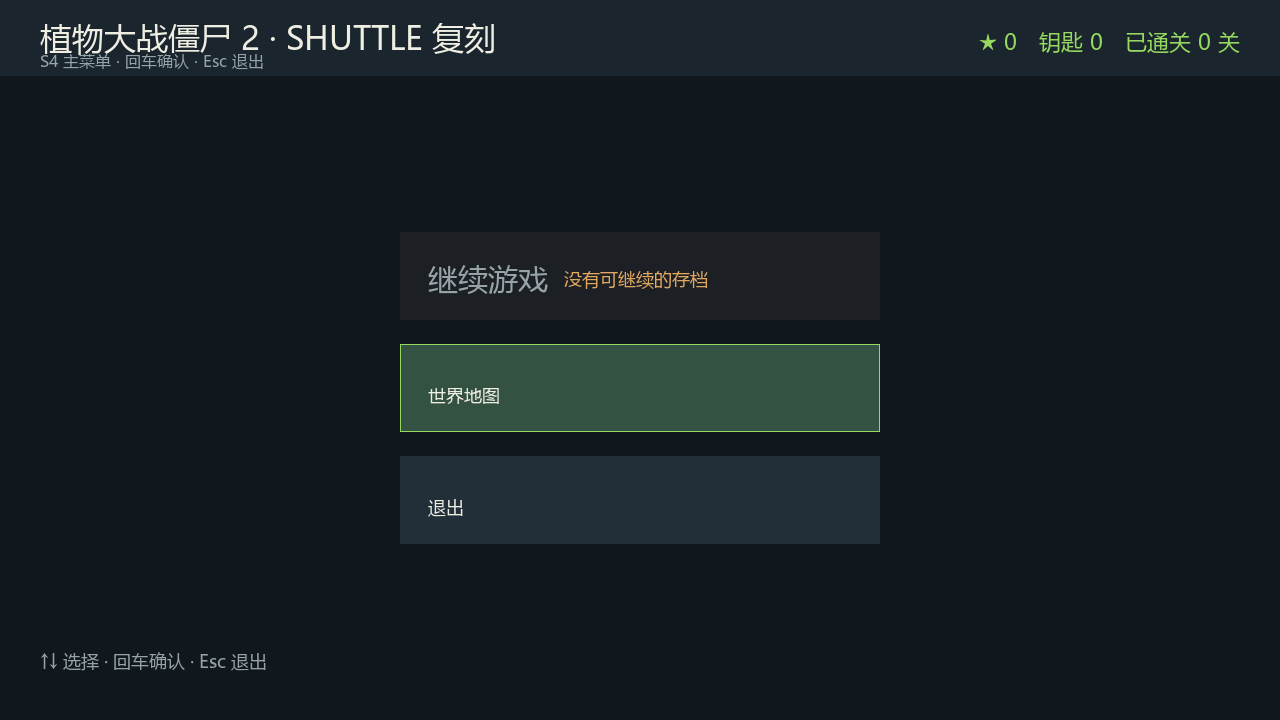 植物大战僵尸 2 · SHUTTLE 复刻
S4 主菜单 · 回车确认 · Esc 退出
★ 0 钥匙 0 已通关 0 关
继续游戏 没有可继续的存档
世界地图
退出
↑↓ 选择 · 回车确认 · Esc 退出